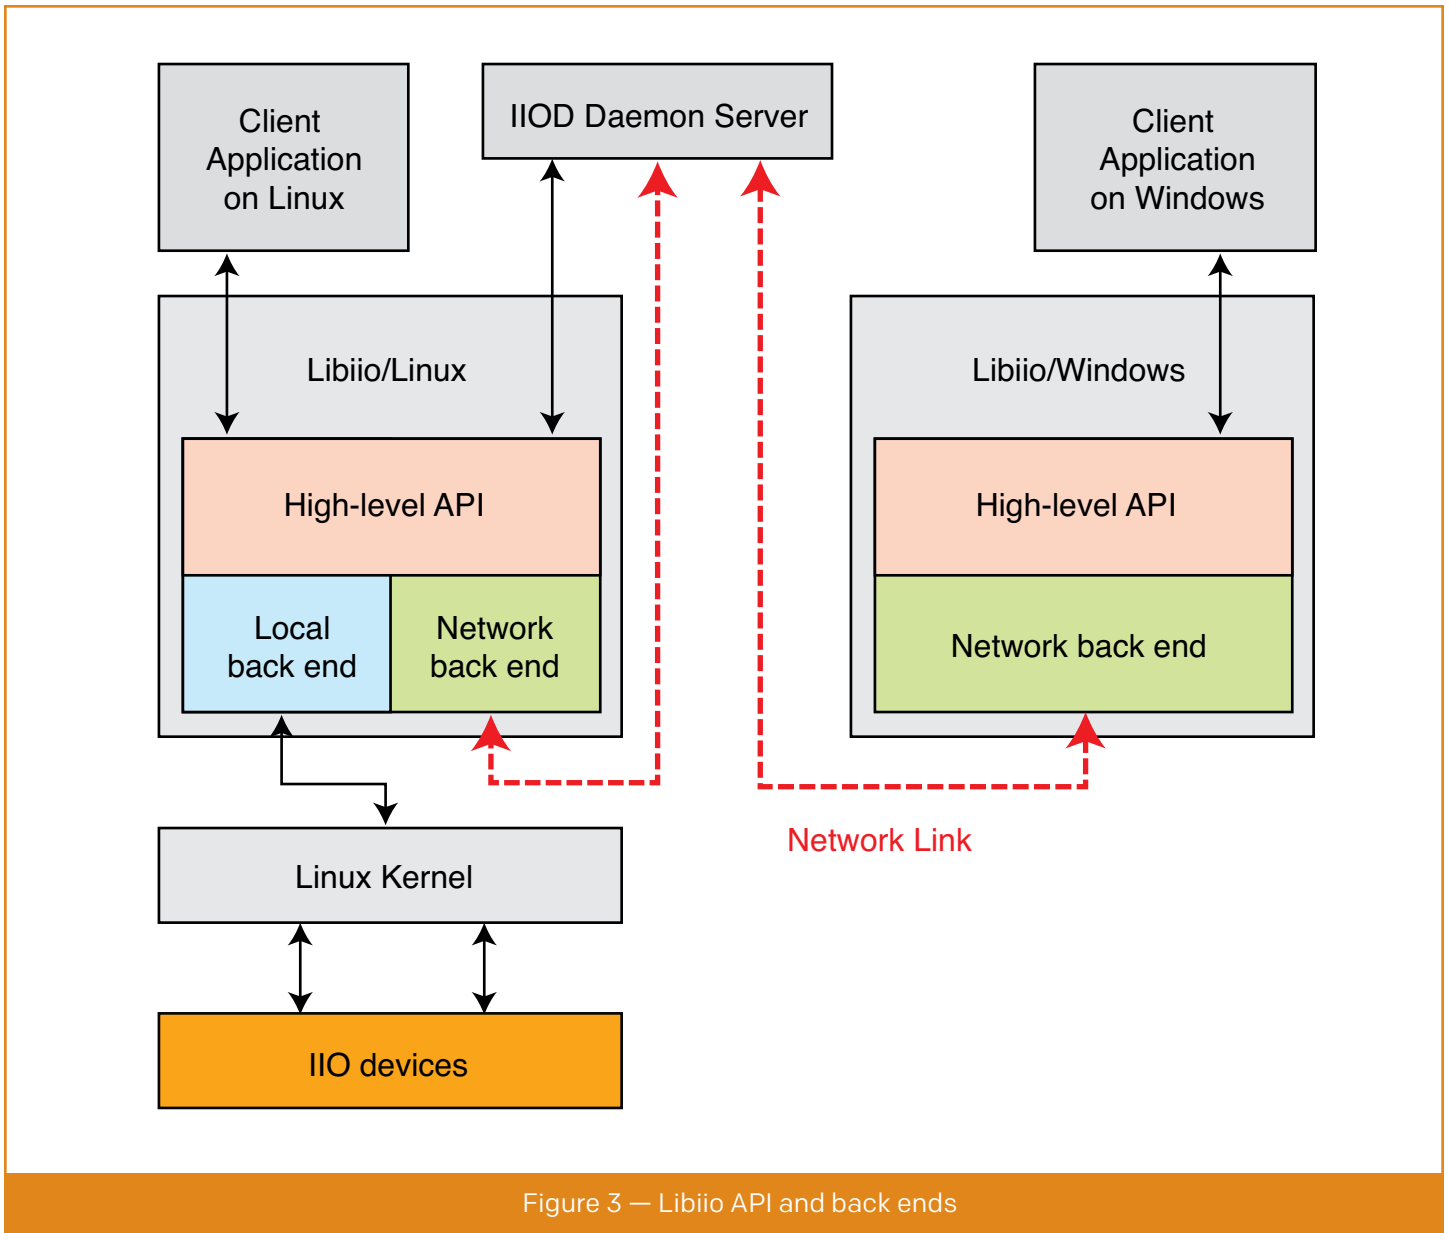 Client
Application
on Linux
IIOD Daemon Server
Client
Application
on Windows
Libiio/Linux
Libiio/Windows
High-level API
High-level API
Local
back end
Network
back end
Network back end
Network Link
Linux Kernel
IIO devices
Figure 3 — Libiio API and back ends